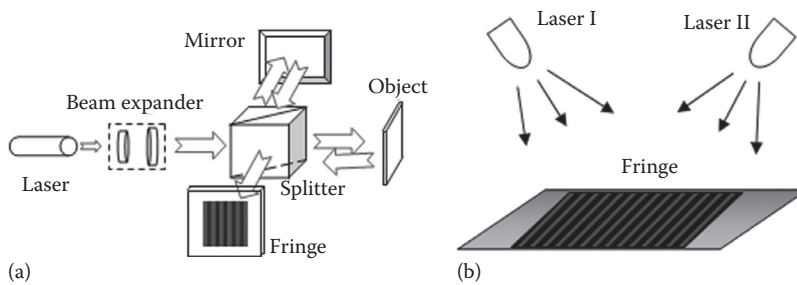 Mirror
Object
Beam expander
Laser
Splitter
Fringe
(a)
Laser I
Laser II
Fringe
(b)